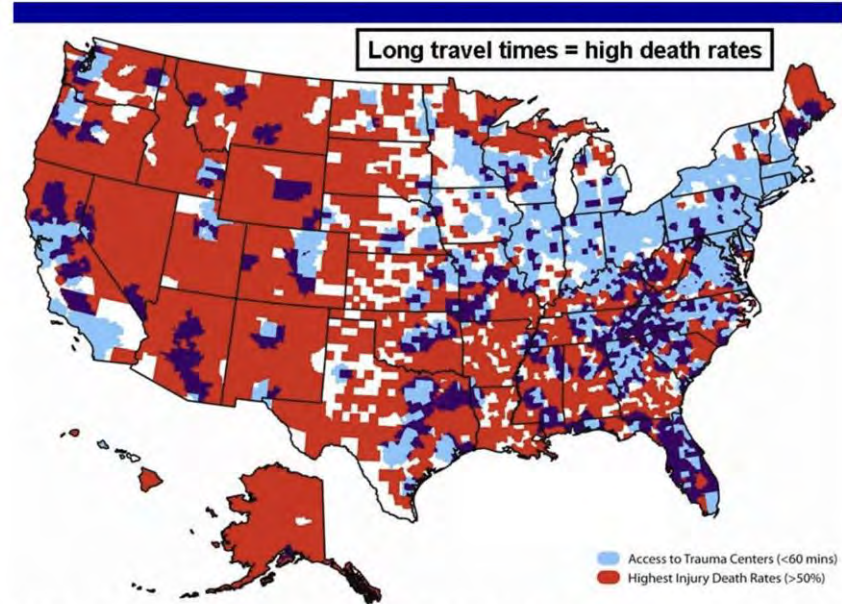 Long travel times = high death rates
Access to Trauma Centers (<60 mins)
Highest Injury Death Rates (>50%)